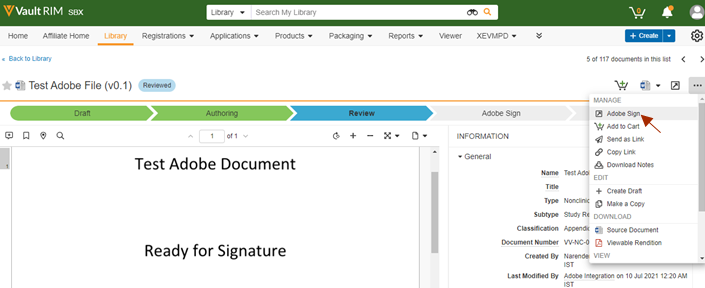 Vault RIM SBX
Library Search My Library
0
Home Affiliate Home Library Registrations Applications Products Packaging Reports Viewer XEVMPD Create
Back to Library
5 of 117 documents in this list
Test Adobe File (v0.1) Reviewed
Draft Authoring Review Adobe Sign
1 of 1
1
Test Adobe Document
Ready for Signature
INFORMATION
General
Name Test Ado
Title
Type Nonclinic
Subtype Study Re
Classification Appendi
Document Number VV-NC-0
Created By Narende
IST
Last Modified By Adobe Integration on 10 Jul 2021 12:20 AM
IST
MANAGE
Adobe Sign
Add to Cart
Send as Link
Copy Link
Download Notes
EDIT
Create Draft
Make a Copy
DOWNLOAD
Source Document
Viewable Rendition
VIEW